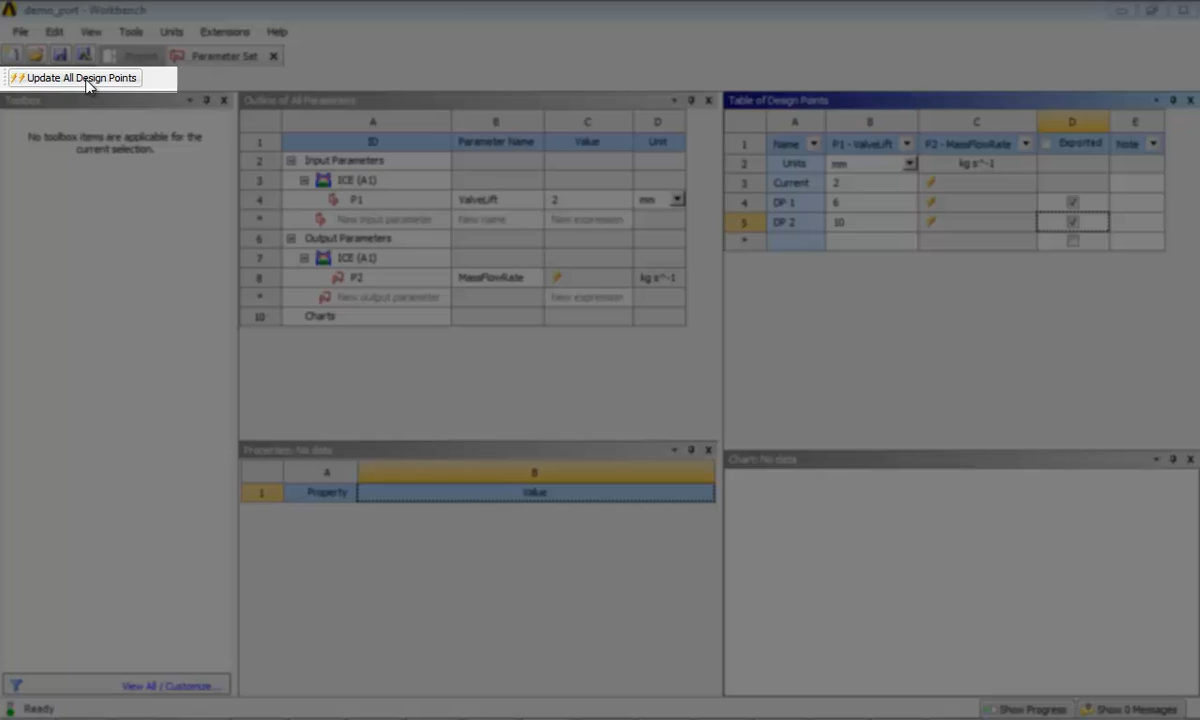 demo_port - Workbench
File Edit View Tools Units Extensions Help
Project Parameter Set
Update All Design Points
Toolbox
No toolbox items are applicable for the
current selection.
View All / Customize...
Outline of All Parameters
A B C D
1 ID Parameter Name Value Unit
2 Input Parameters
3 ICE (A1)
4 P1 ValveLift 2 mm
* New input parameter New name New expression
6 Output Parameters
7 ICE (A1)
8 P2 MassFlowRate kg s^-1
* New output parameter New expression
10 Charts
Properties: No data
A B
1 Property Value
Table of Design Points
A B C D E
1 Name P1 - ValveLift P2 - MassFlowRate Exported Note
2 Units mm kg s^-1
3 Current 2
4 DP 1 6
5 DP 2 10
*
Chart: No data
Ready
Show Progress Show 0 Messages